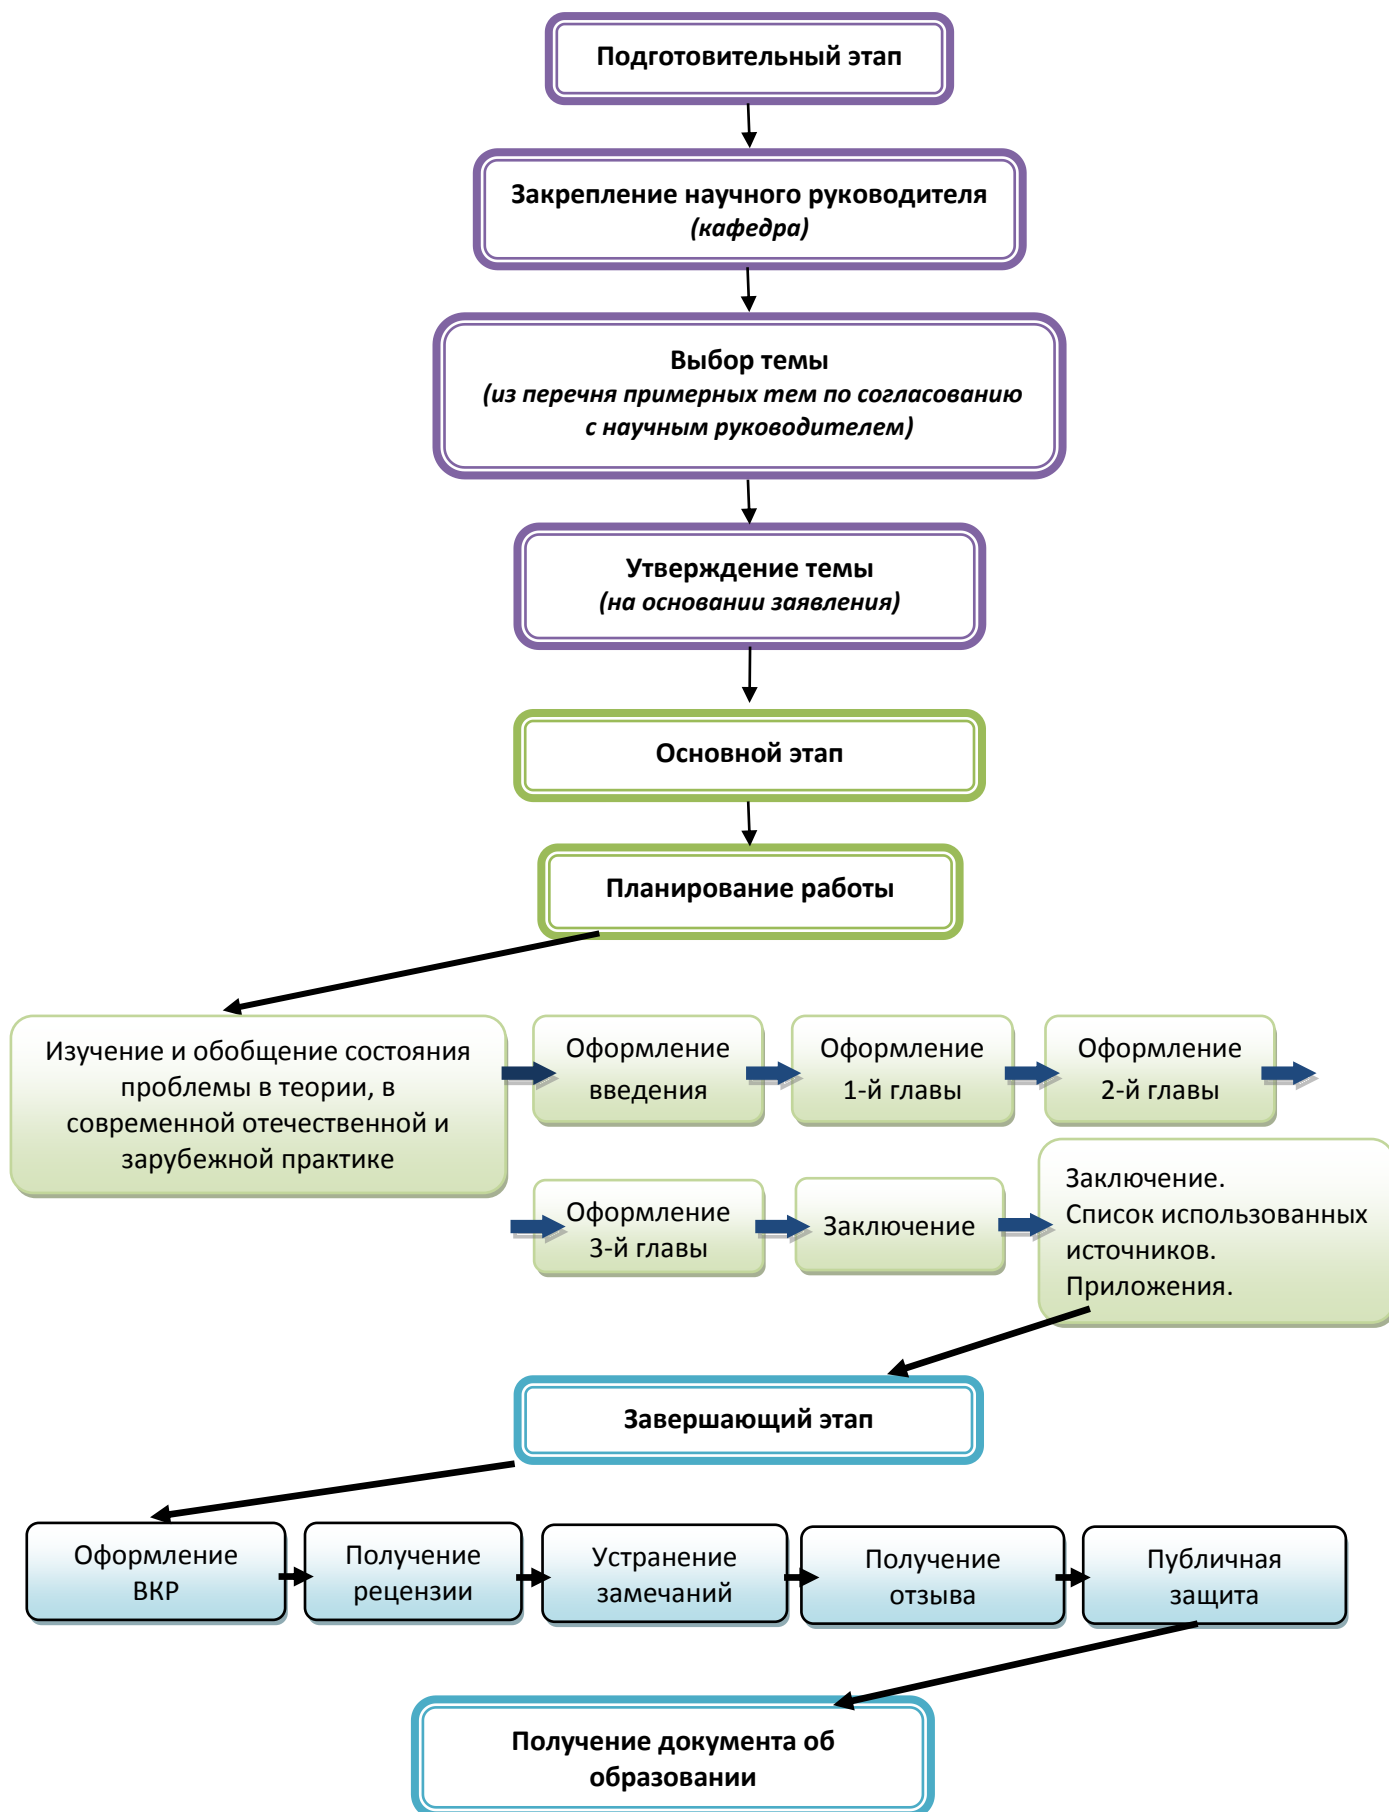 Подготовительный этап
Закрепление научного руководителя
(кафедра)
Выбор темы
(из перечня примерных тем по согласованию
с научным руководителем)
Утверждение темы
(на основании заявления)
Основной этап
Планирование работы
Изучение и обобщение состояния
проблемы в теории, в
современной отечественной и
зарубежной практике
Оформление
введения
Оформление
1-й главы
Оформление
2-й главы
Оформление
3-й главы
Заключение
Заключение.
Список использованных
источников.
Приложения.
Завершающий этап
Оформление
ВКР
Получение
рецензии
Устранение
замечаний
Получение
отзыва
Публичная
защита
Получение документа об
образовании